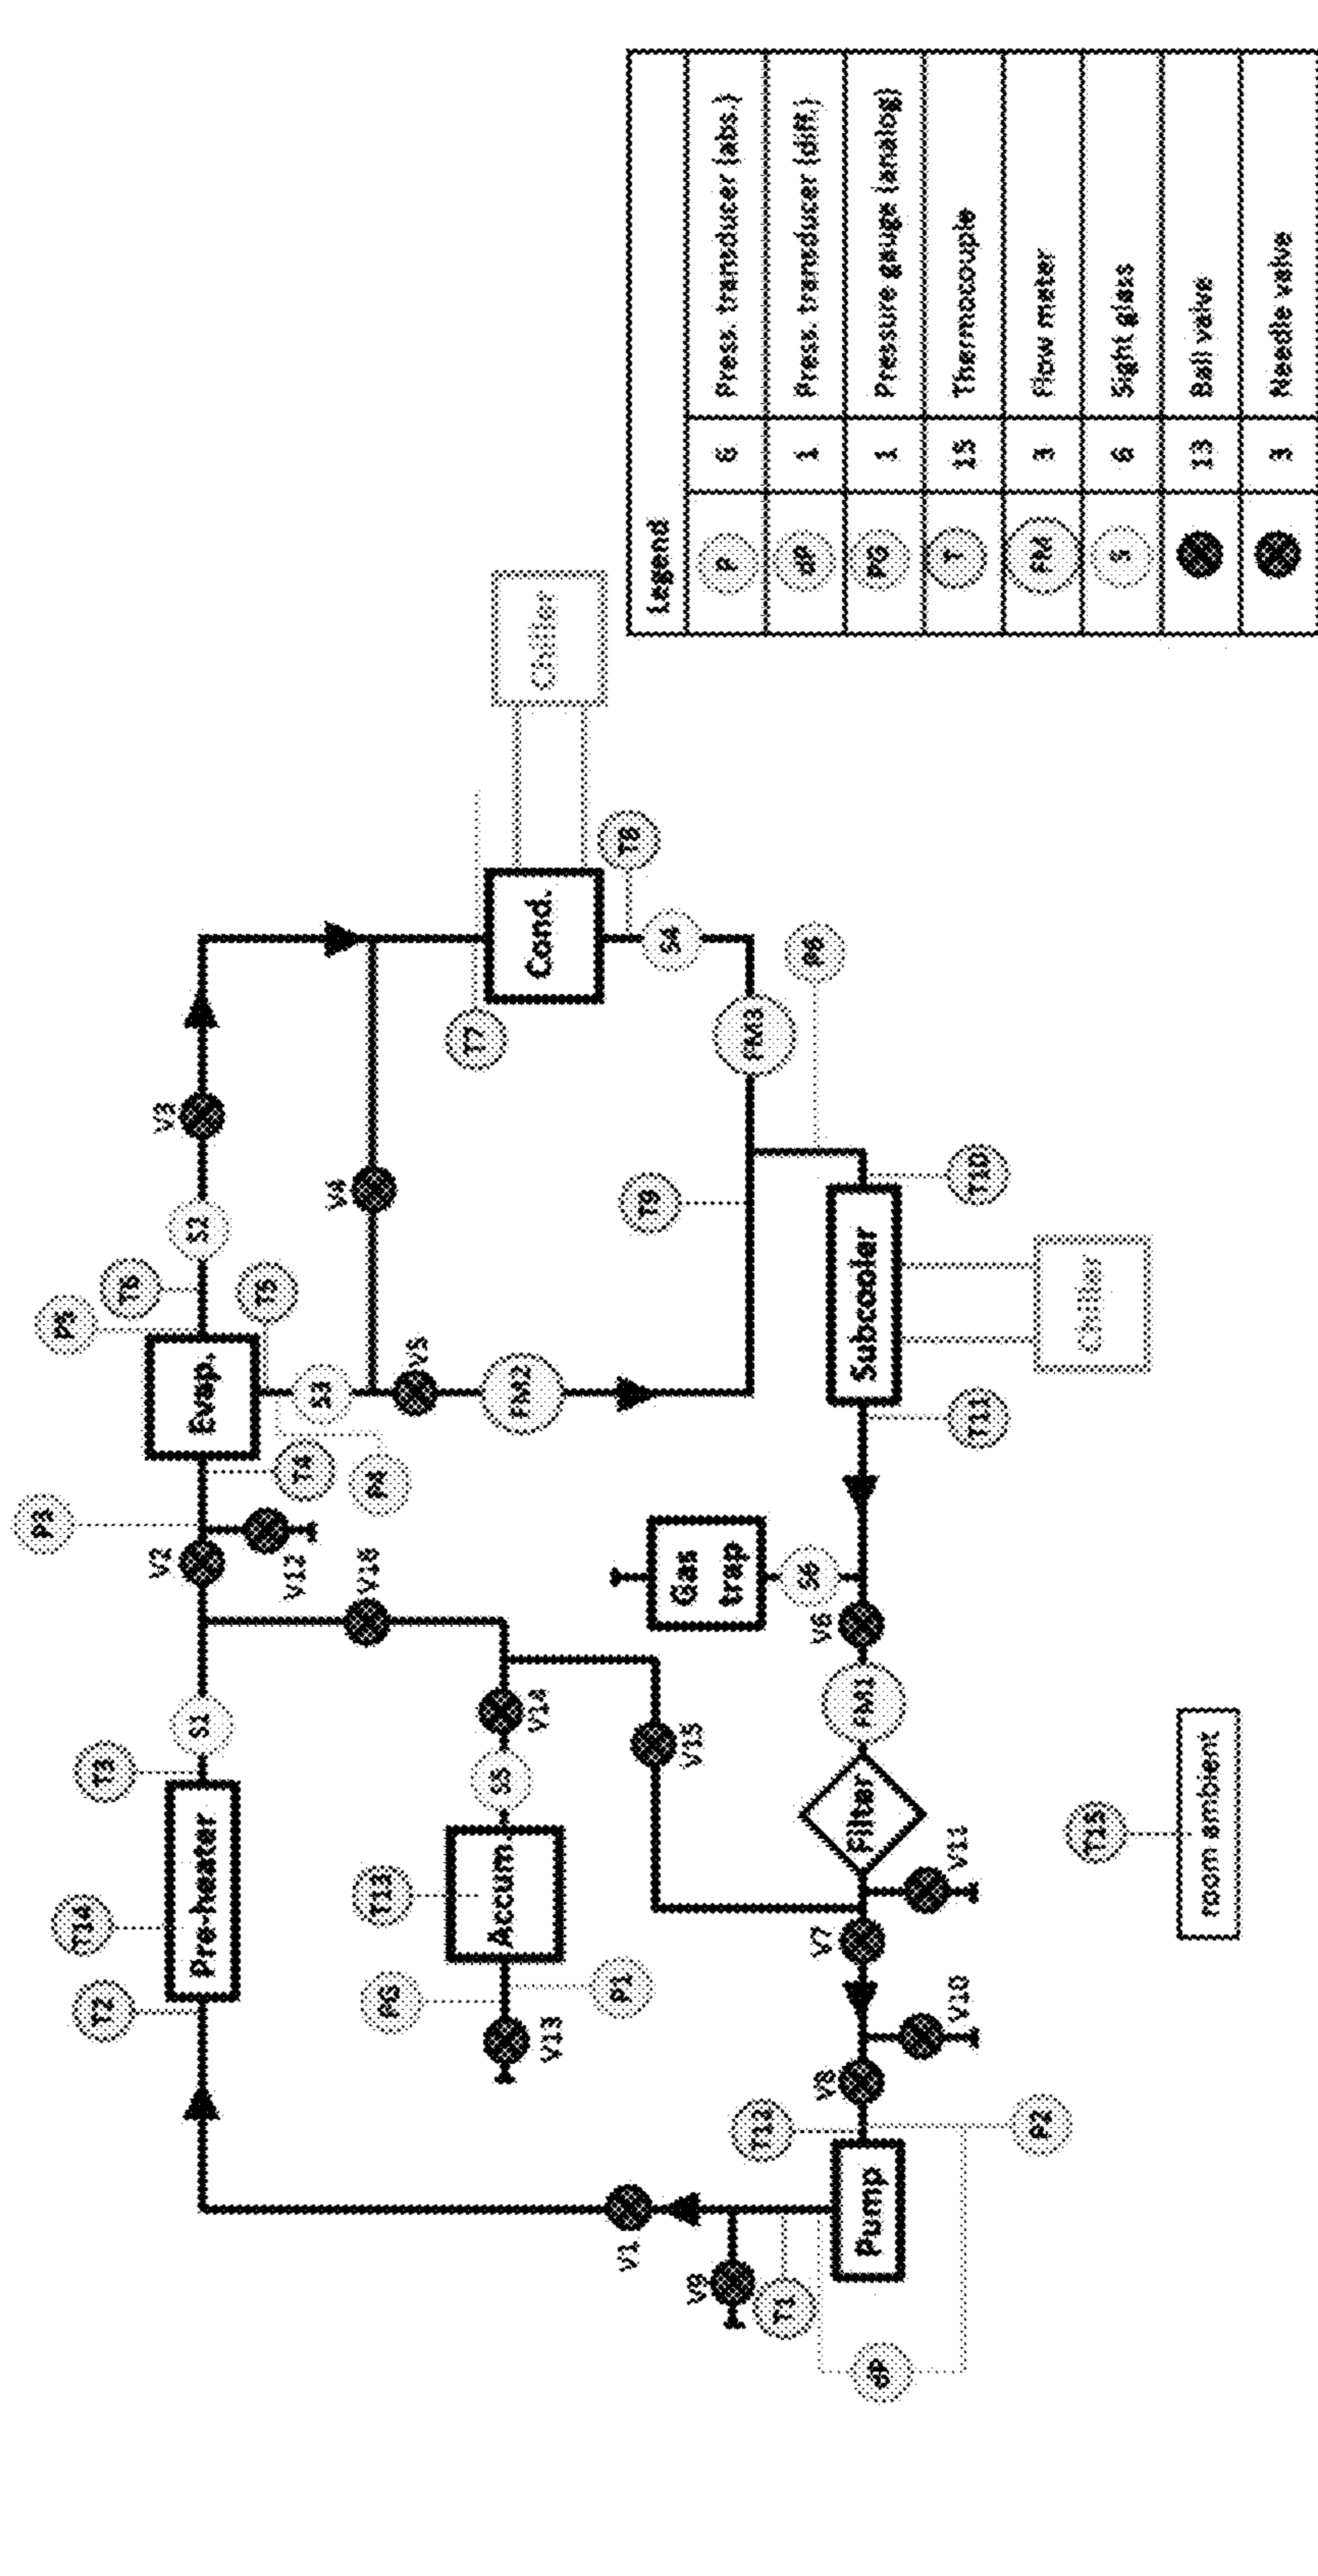 P3
P5
T6
V3
T14
T2
T3
V2
S2
Pre-heater
S1
Evap.
T5
V12
T4
S3
V4
V16
P4
V5
T7
PG
T13
Accum.
S5
V14
FM2
Cond.
Chiller
V13
P1
V1
V15
Gas
trap
T9
T8
S4
V9
T1
T12
S6
FM3
P6
dP
Pump
V8
V7
Filter
FM1
V6
Subcooler
V10
V11
T11
T10
P2
Chiller
T15
room ambient
Legend
P 6 Press. transducer (abs.)
dP 1 Press. transducer (diff.)
PG 1 Pressure gauge (analog)
T 15 Thermocouple
FM 3 Flow meter
S 6 Sight glass
13 Ball valve
3 Needle valve